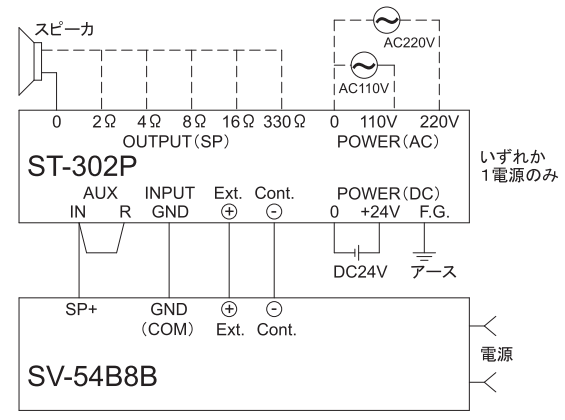 スピーカ
AC220V
AC110V
0 2Ω 4Ω 8Ω 16Ω 330Ω 0 110V 220V
OUTPUT(SP) POWER(AC)
ST-302P
いずれか
1電源のみ
AUX INPUT Ext. Cont. POWER(DC)
IN R GND + - 0 +24V F.G.
DC24V アース
SP+ GND + -
(COM) Ext. Cont.
電源
SV-54B8B